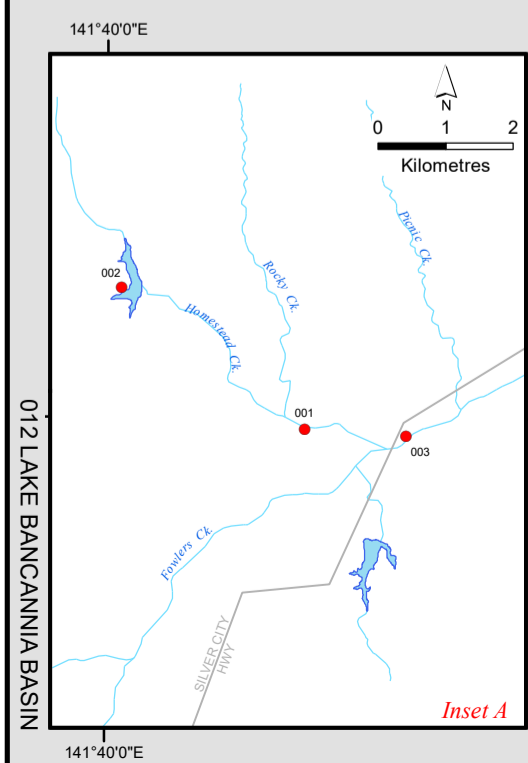 141°40'0"E
N
0 1 2
Kilometres
Picnic Ck.
Rocky Ck.
002
Homestead Ck.
001
003
012 LAKE BANCANNIA BASIN
Fowlers Ck.
SILVER CITY
HWY
Inset A
141°40'0"E